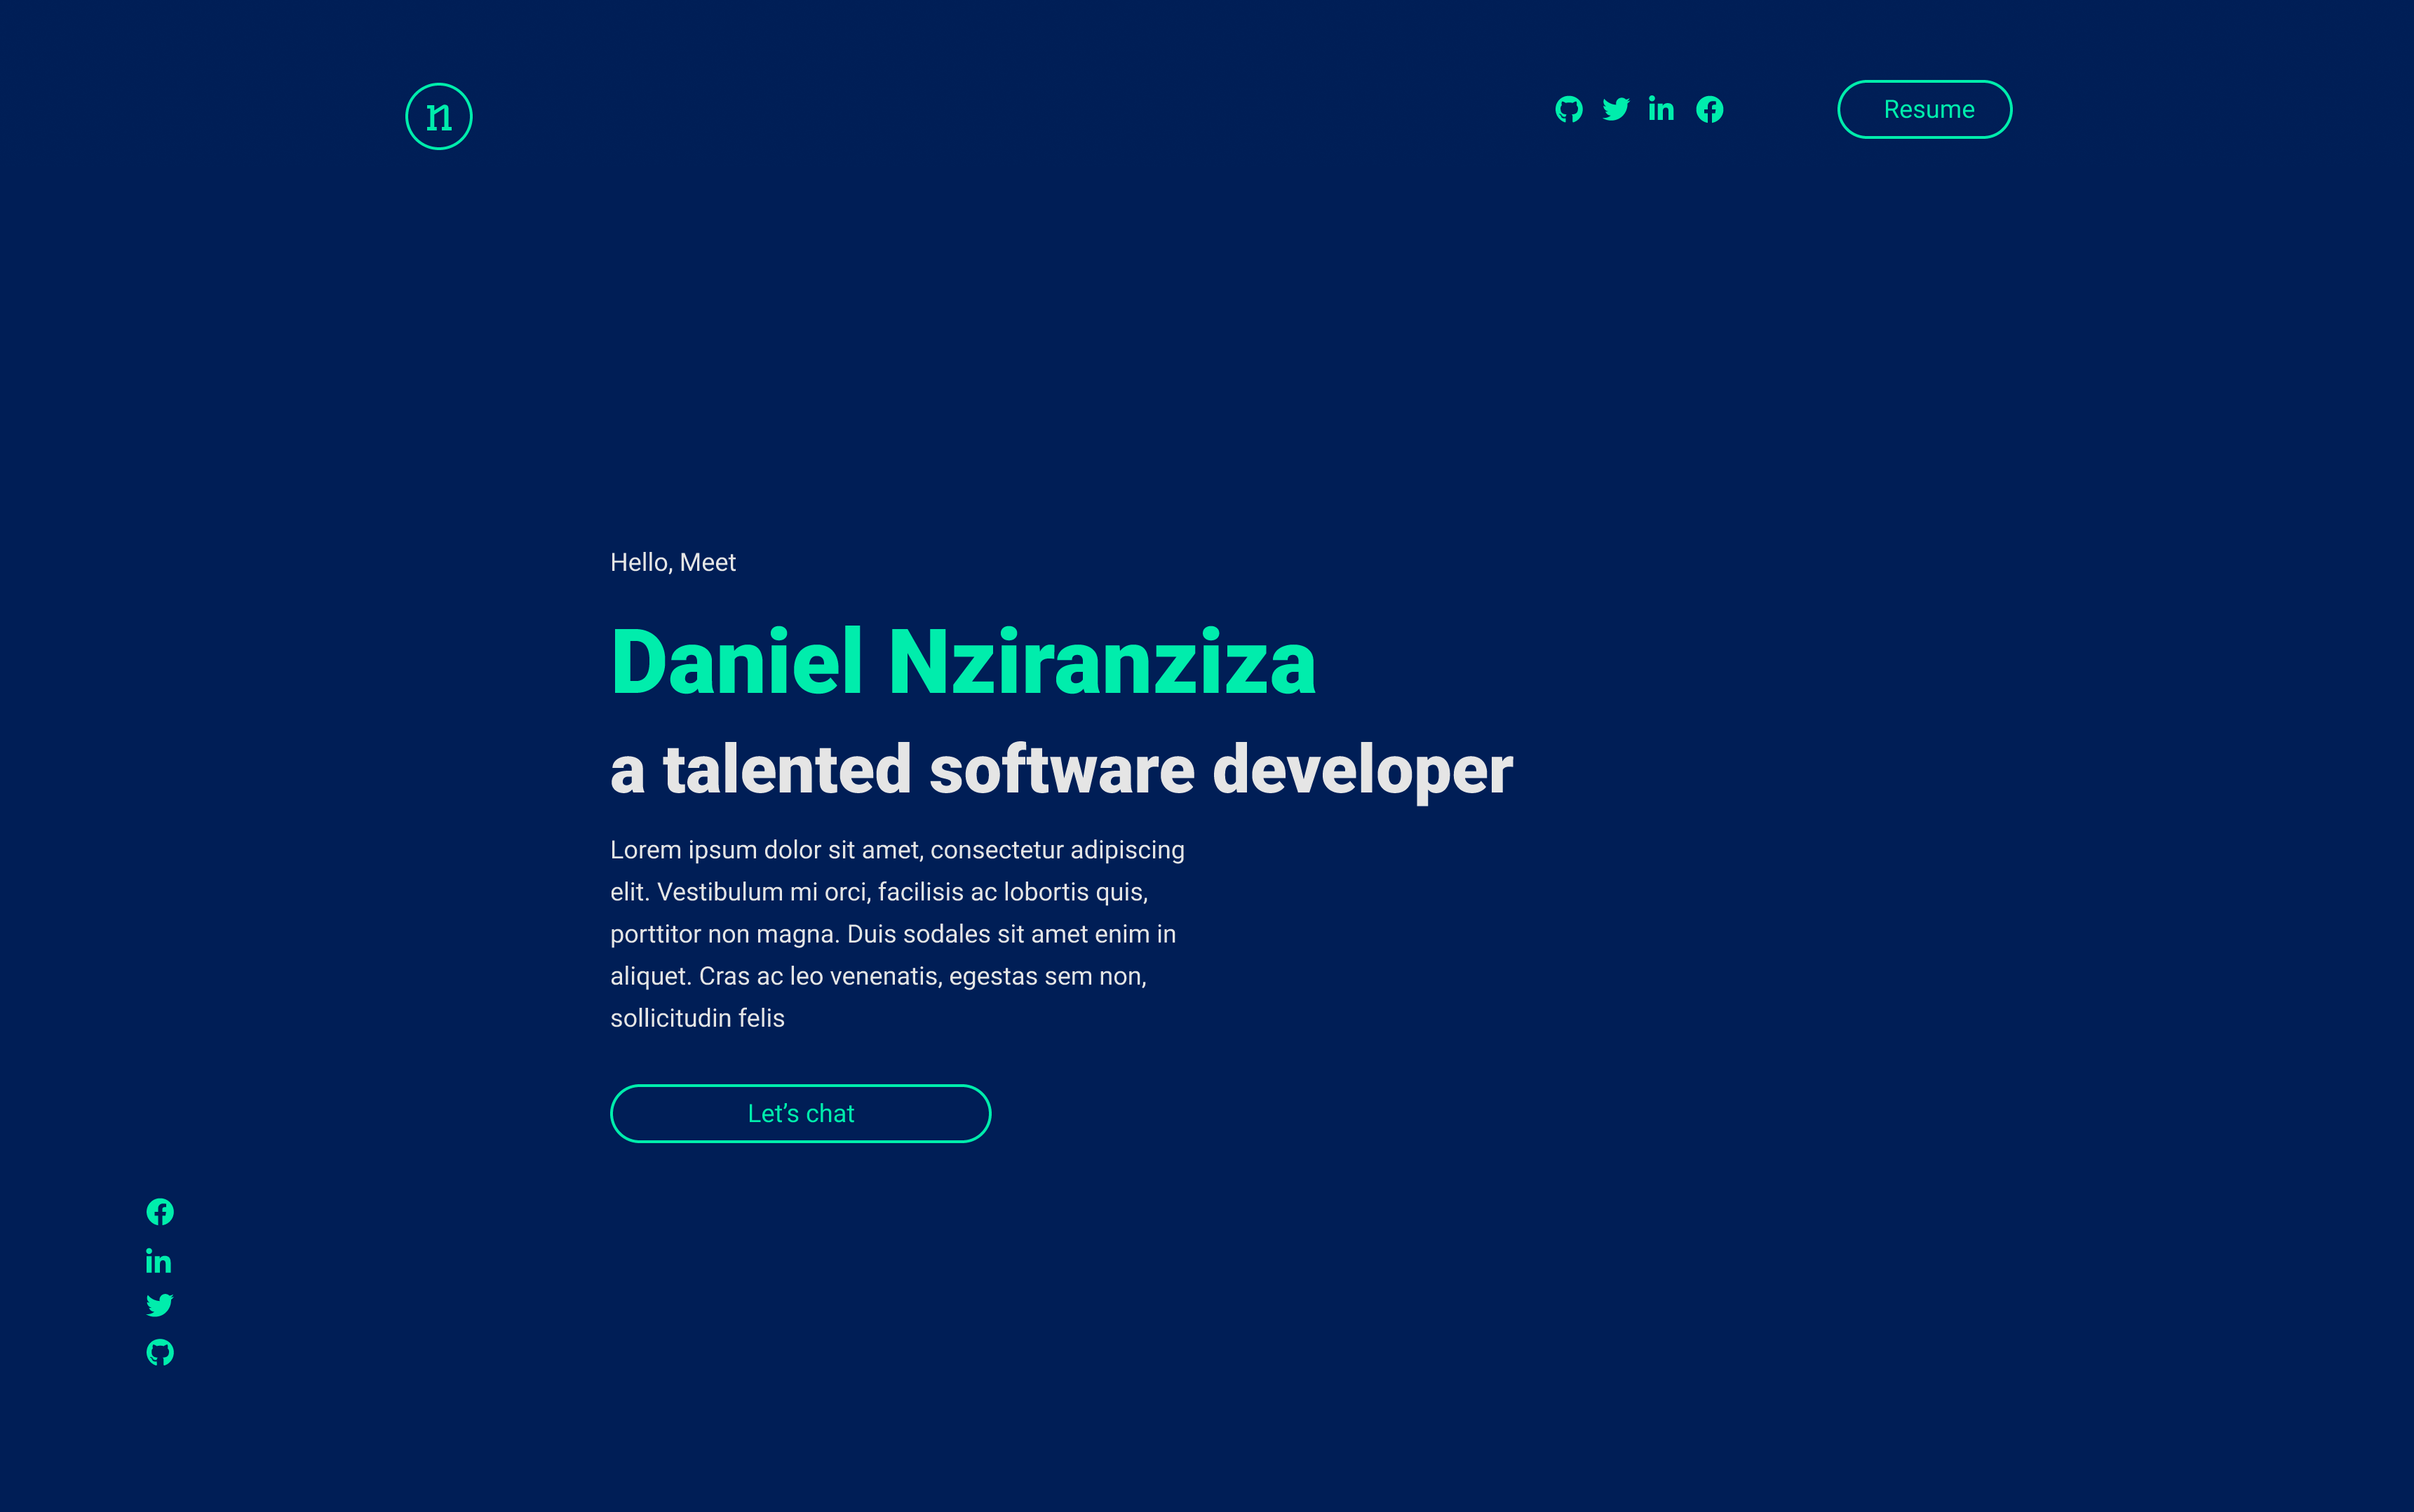 n
Resume
Hello, Meet
Daniel Nziranziza
a talented software developer
Lorem ipsum dolor sit amet, consectetur adipiscing
elit. Vestibulum mi orci, facilisis ac lobortis quis,
porttitor non magna. Duis sodales sit amet enim in
aliquet. Cras ac leo venenatis, egestas sem non,
sollicitudin felis
Let’s chat